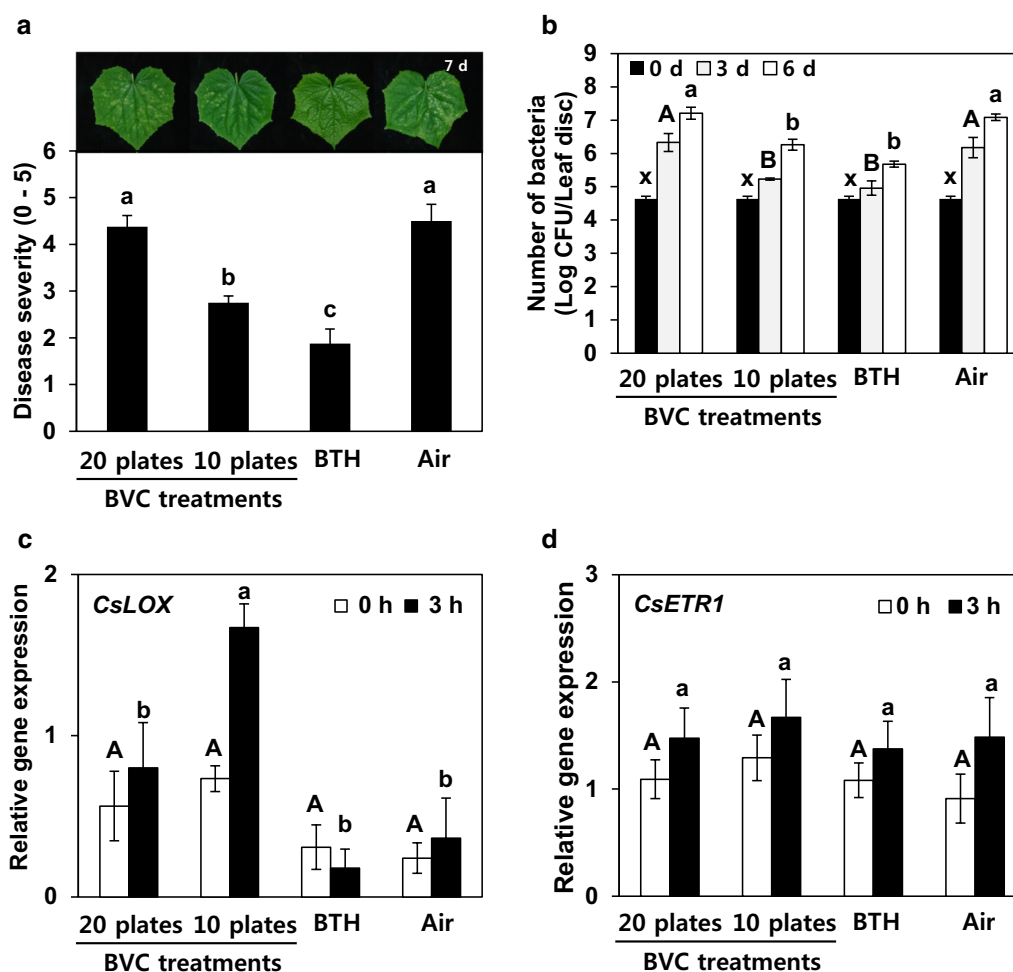 a
7 d
Disease severity (0 - 5)
6
5
4
3
2
1
0
a
b
c
a
20 plates 10 plates BTH Air
BVC treatments
b
Number of bacteria
(Log CFU/Leaf disc)
9
8
7
6
5
4
3
2
1
0
0 d 3 d 6 d
x A a
x B b
x B b
x A a
20 plates 10 plates BTH Air
BVC treatments
c
Relative gene expression
2
1
0
CsLOX 0 h 3 h
A b
A a
A b
A b
20 plates 10 plates BTH Air
BVC treatments
d
Relative gene expression
3
2
1
0
CsETR1 0 h 3 h
A a
A a
A a
A a
20 plates 10 plates BTH Air
BVC treatments